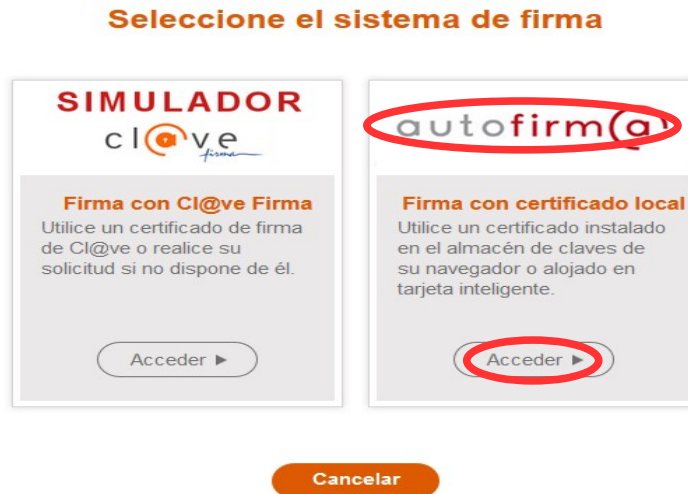 Seleccione el sistema de firma
SIMULADOR
cl@ve
firma
Firma con Cl@ve Firma
Utilice un certificado de firma
de Cl@ve o realice su
solicitud si no dispone de él.
Acceder ►
autofirm@
Firma con certificado local
Utilice un certificado instalado
en el almacén de claves de
su navegador o alojado en
tarjeta inteligente.
Acceder ►
Cancelar